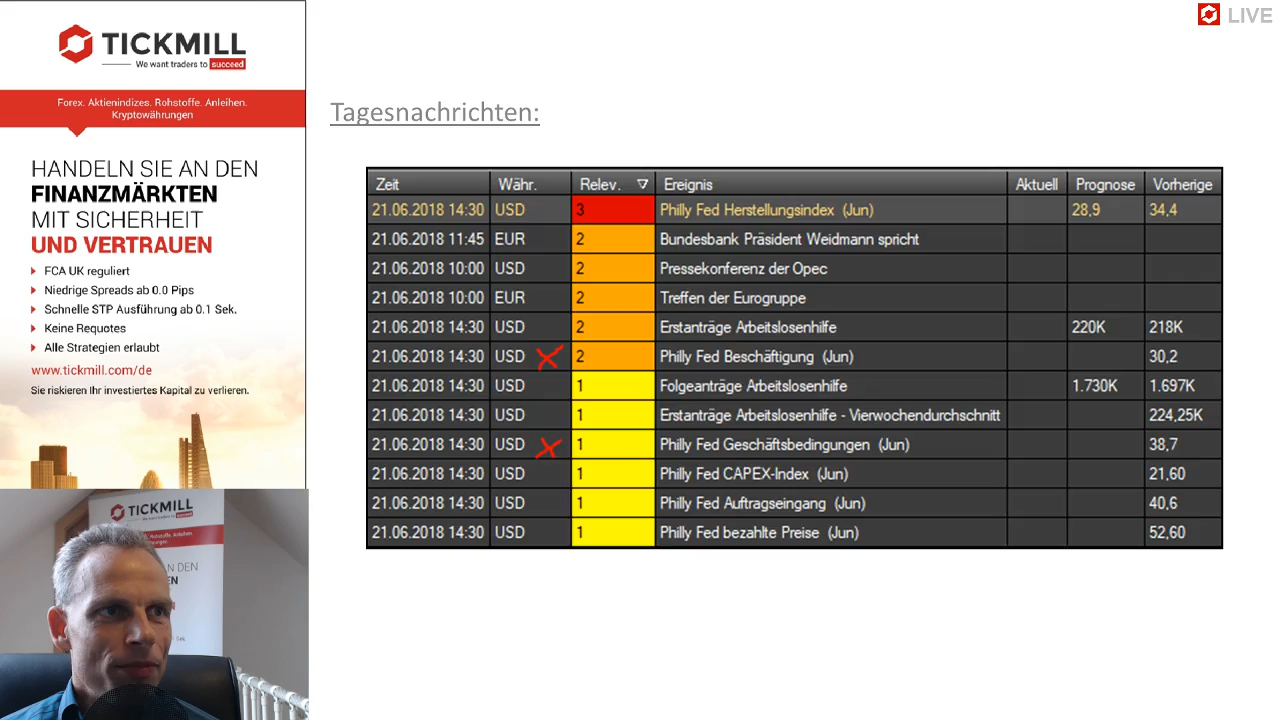 TICKMILL
We want traders to succeed
Forex. Aktienindizes. Rohstoffe. Anleihen.
Kryptowährungen
HANDELN SIE AN DEN
FINANZMÄRKTEN
MIT SICHERHEIT
UND VERTRAUEN
FCA UK reguliert
Niedrige Spreads ab 0.0 Pips
Schnelle STP Ausführung ab 0.1 Sek.
Keine Requotes
Alle Strategien erlaubt
www.tickmill.com/de
Sie riskieren Ihr investiertes Kapital zu verlieren.
LIVE
Tagesnachrichten:
Zeit Währ. Relev. Ereignis Aktuell Prognose Vorherige
21.06.2018 14:30 USD 3 Philly Fed Herstellungsindex (Jun) 28,9 34,4
21.06.2018 11:45 EUR 2 Bundesbank Präsident Weidmann spricht
21.06.2018 10:00 USD 2 Pressekonferenz der Opec
21.06.2018 10:00 EUR 2 Treffen der Eurogruppe
21.06.2018 14:30 USD 2 Erstanträge Arbeitslosenhilfe 220K 218K
21.06.2018 14:30 USD 2 Philly Fed Beschäftigung (Jun) 30,2
21.06.2018 14:30 USD 1 Folgeanträge Arbeitslosenhilfe 1.730K 1.697K
21.06.2018 14:30 USD 1 Erstanträge Arbeitslosenhilfe - Vierwochendurchschnitt 224,25K
21.06.2018 14:30 USD 1 Philly Fed Geschäftsbedingungen (Jun) 38,7
21.06.2018 14:30 USD 1 Philly Fed CAPEX-Index (Jun) 21,60
21.06.2018 14:30 USD 1 Philly Fed Auftragseingang (Jun) 40,6
21.06.2018 14:30 USD 1 Philly Fed bezahlte Preise (Jun) 52,60
TICKMILL